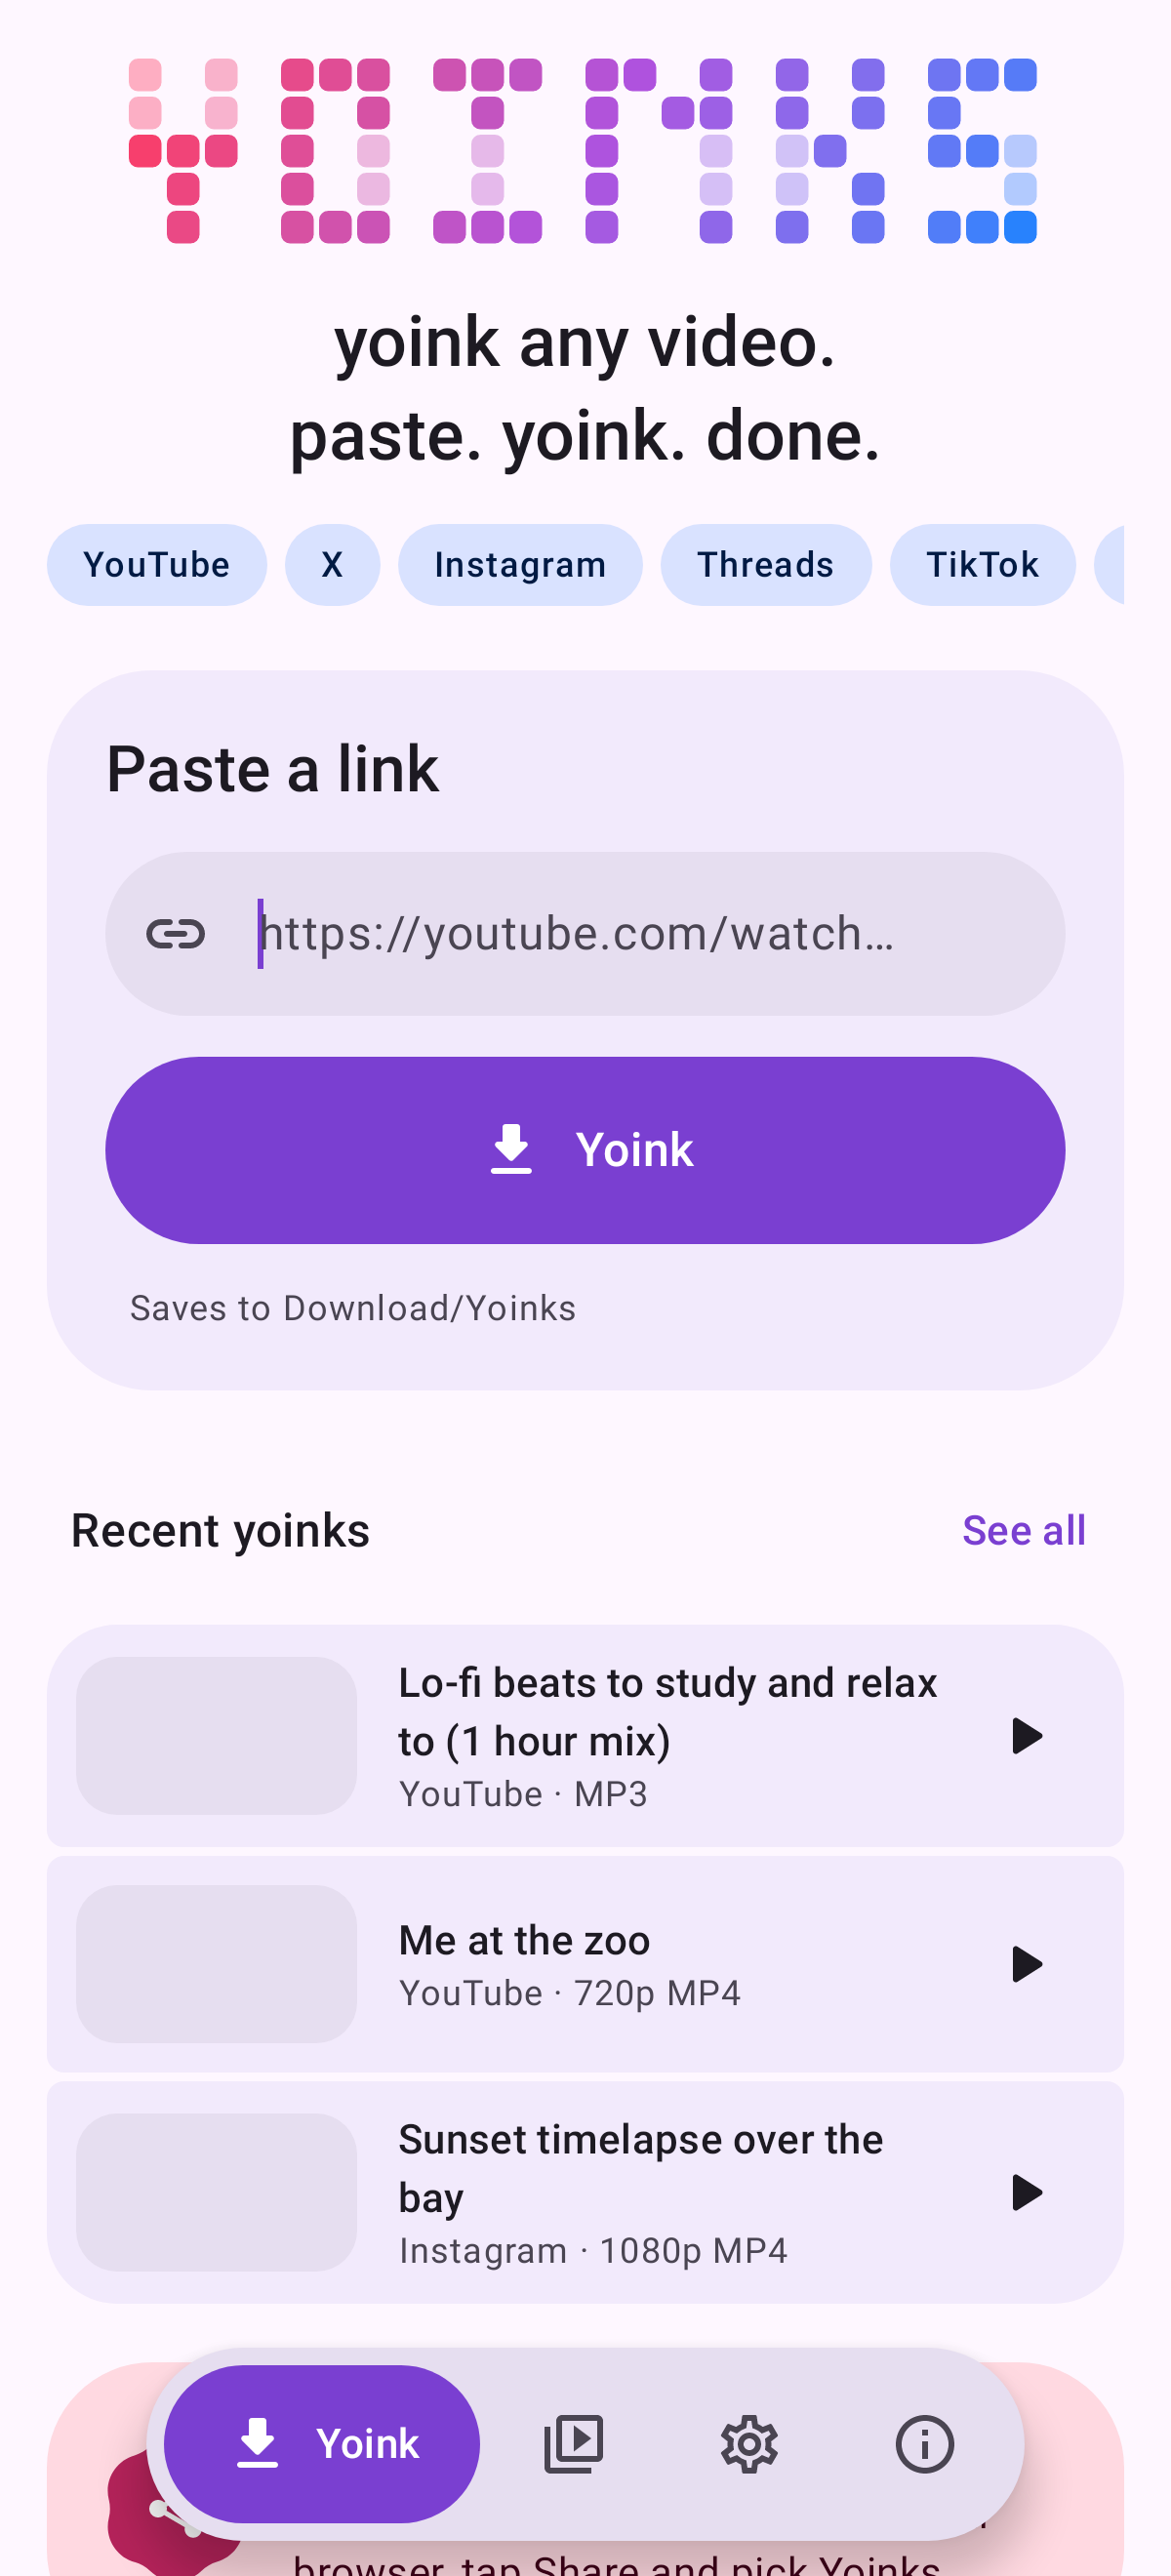 YOINKS
yoink any video.
paste. yoink. done.
YouTube X Instagram Threads TikTok
Paste a link
https://youtube.com/watch…
Yoink
Saves to Download/Yoinks
Recent yoinks See all
Lo-fi beats to study and relax
to (1 hour mix)
YouTube · MP3
Me at the zoo
YouTube · 720p MP4
Sunset timelapse over the
bay
Instagram · 1080p MP4
Yoink
browser, tap Share and pick Yoinks